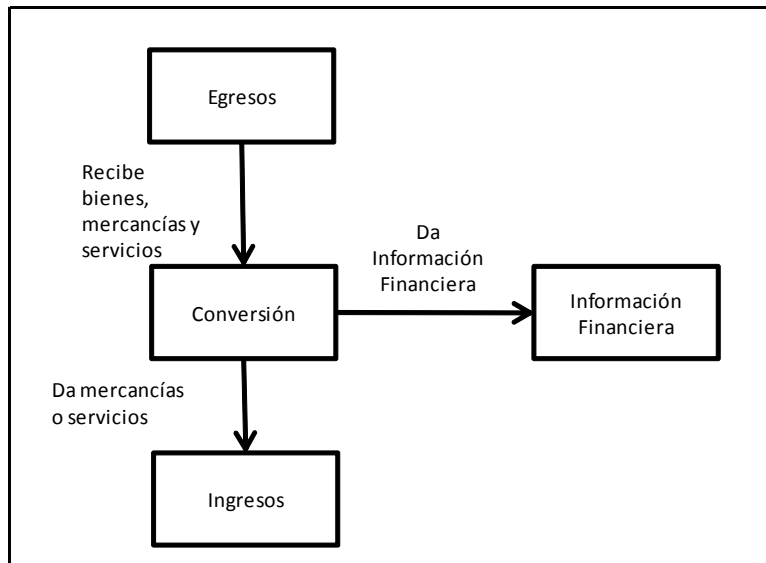 Egresos
Recibe
bienes,
mercancías y
servicios
Da
Información
Financiera
Conversión
Información
Financiera
Da mercancías
o servicios
Ingresos